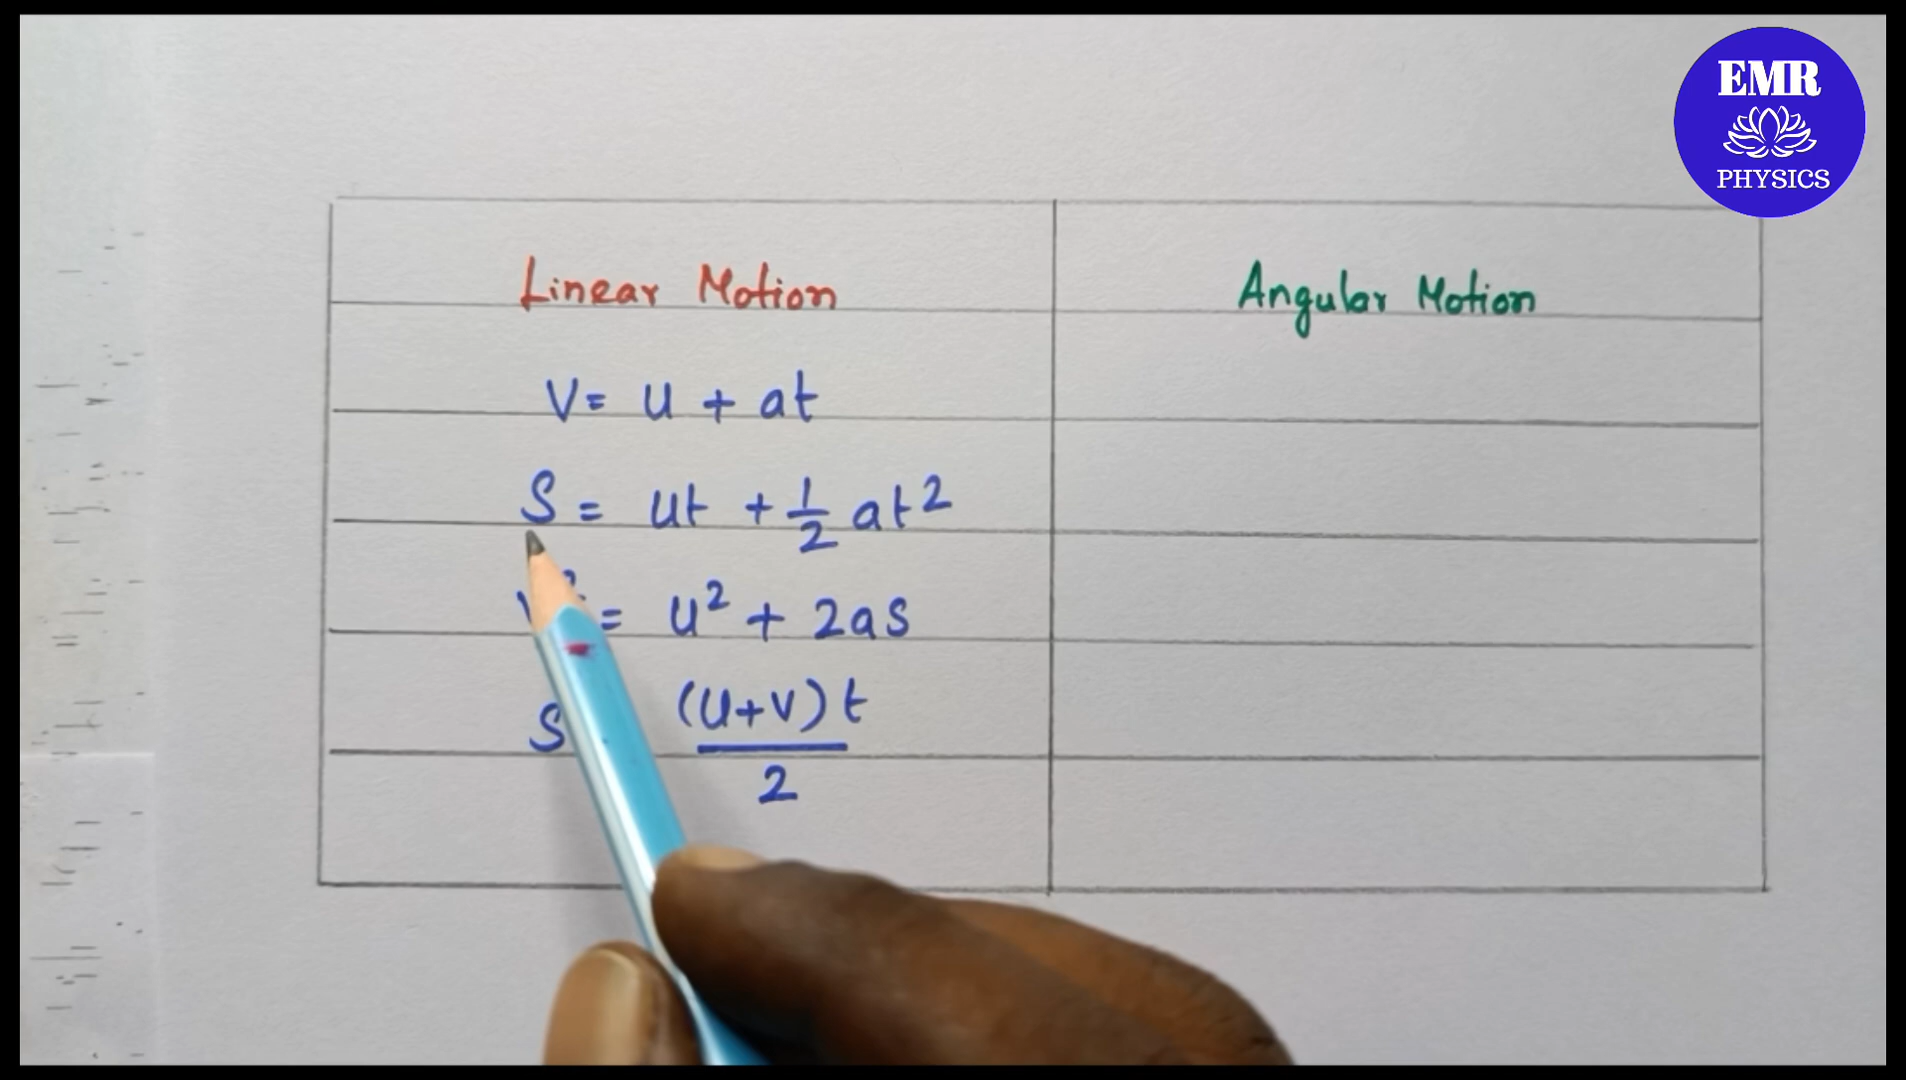 EMR
PHYSICS
Linear Motion
Angular Motion
V= u + at
S = ut + 1/2 at²
= u² + 2as
S (u+v)t
2